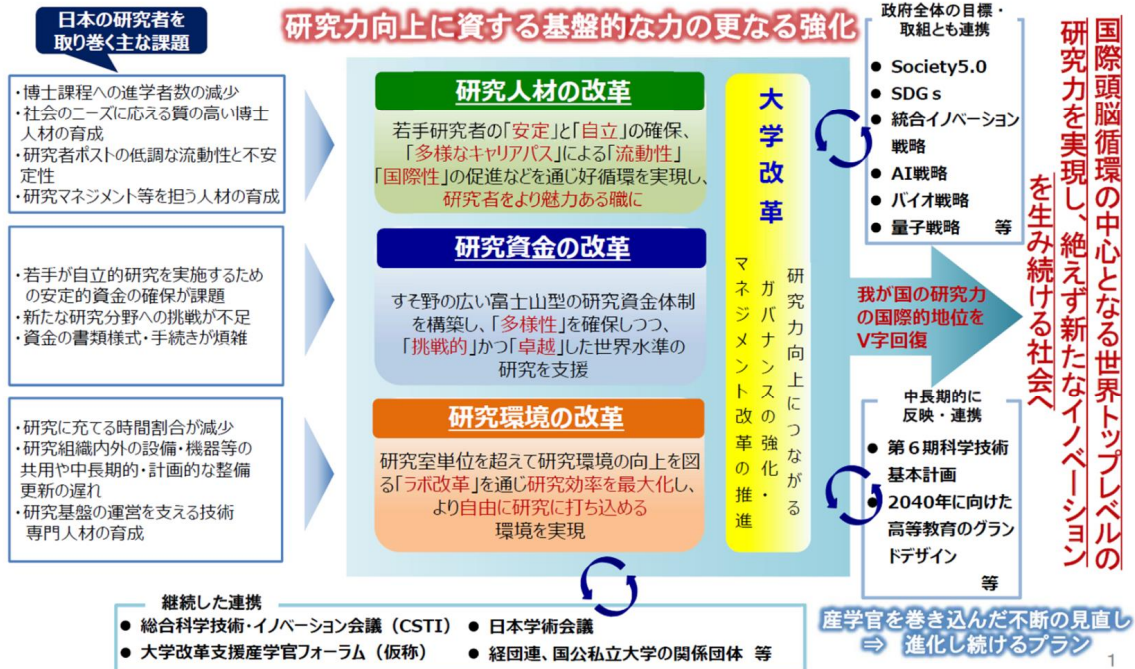 日本の研究者を
取り巻く主な課題
研究力向上に資する基盤的な力の更なる強化
・博士課程への進学者数の減少
・社会のニーズに応える質の高い博士
人材の育成
・研究者ポストの低調な流動性と不安
定性
・研究マネジメント等を担う人材の育成
・若手が自立的研究を実施するため
の安定的資金の確保が課題
・新たな研究分野への挑戦が不足
・資金の書類様式・手続きが煩雑
・研究に充てる時間割合が減少
・研究組織内外の設備・機器等の
共用や中長期的・計画的な整備
更新の遅れ
・研究基盤の運営を支える技術
専門人材の育成
研究人材の改革
若手研究者の「安定」と「自立」の確保、
「多様なキャリアパス」による「流動性」
「国際性」の促進などを通じ好循環を実現し、
研究者をより魅力ある職に
研究資金の改革
すそ野の広い富士山型の研究資金体制
を構築し、「多様性」を確保しつつ、
「挑戦的」かつ「卓越」した世界水準の
研究を支援
研究環境の改革
研究室単位を超えて研究環境の向上を図
る「ラボ改革」を通じ研究効率を最大化し、
より自由に研究に打ち込める
環境を実現
大学改革
研究力向上につながる
ガバナンスの強化・
マネジメント改革の推進
政府全体の目標・
取組とも連携
● Society5.0
● SDGs
● 統合イノベーション
戦略
● AI戦略
● バイオ戦略
● 量子戦略 等
我が国の研究力
の国際的地位を
V字回復
中長期的に
反映・連携
● 第6期科学技術
基本計画
● 2040年に向けた
高等教育のグラン
ドデザイン
等
国際頭脳循環の中心となる世界トップレベルの
研究力を実現し、絶えず新たなイノベーション
を生み続ける社会へ
継続した連携
● 総合科学技術・イノベーション会議（CSTI）
● 日本学術会議
● 大学改革支援産学官フォーラム（仮称）
● 経団連、国公私立大学の関係団体 等
産学官を巻き込んだ不断の見直し
⇒ 進化し続けるプラン
1